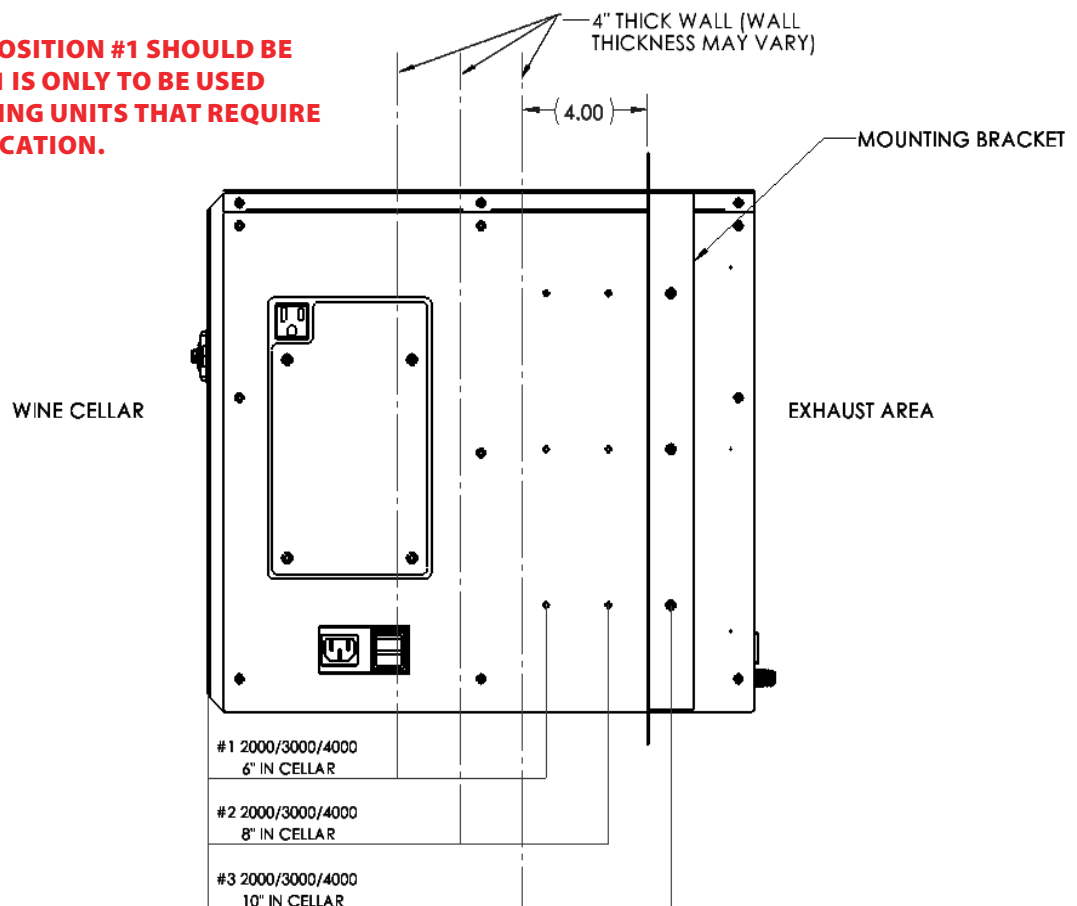 4" THICK WALL (WALL
THICKNESS MAY VARY)
OSITION #1 SHOULD BE
IS ONLY TO BE USED
ING UNITS THAT REQUIRE
CATION.
(4.00)
MOUNTING BRACKET
WINE CELLAR
EXHAUST AREA
#1 2000/3000/4000
6" IN CELLAR
#2 2000/3000/4000
8" IN CELLAR
#3 2000/3000/4000
10" IN CELLAR